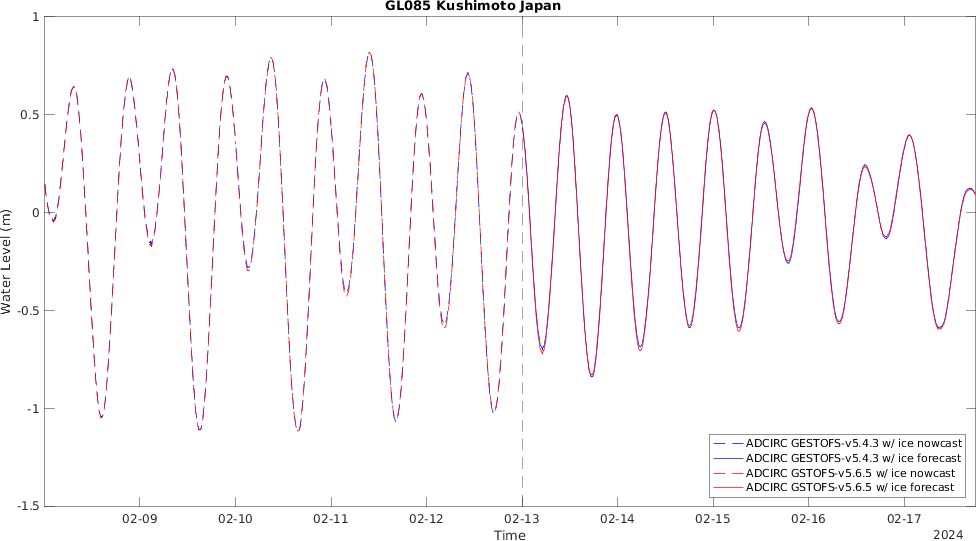 GL085 Kushimoto Japan
1
0.5
0
-0.5
-1
-1.5
Water Level (m)
ADCIRC GESTOFS-v5.4.3 w/ ice nowcast
ADCIRC GESTOFS-v5.4.3 w/ ice forecast
ADCIRC GSTOFS-v5.6.5 w/ ice nowcast
ADCIRC GSTOFS-v5.6.5 w/ ice forecast
02-09 02-10 02-11 02-12 02-13 02-14 02-15 02-16 02-17
Time
2024